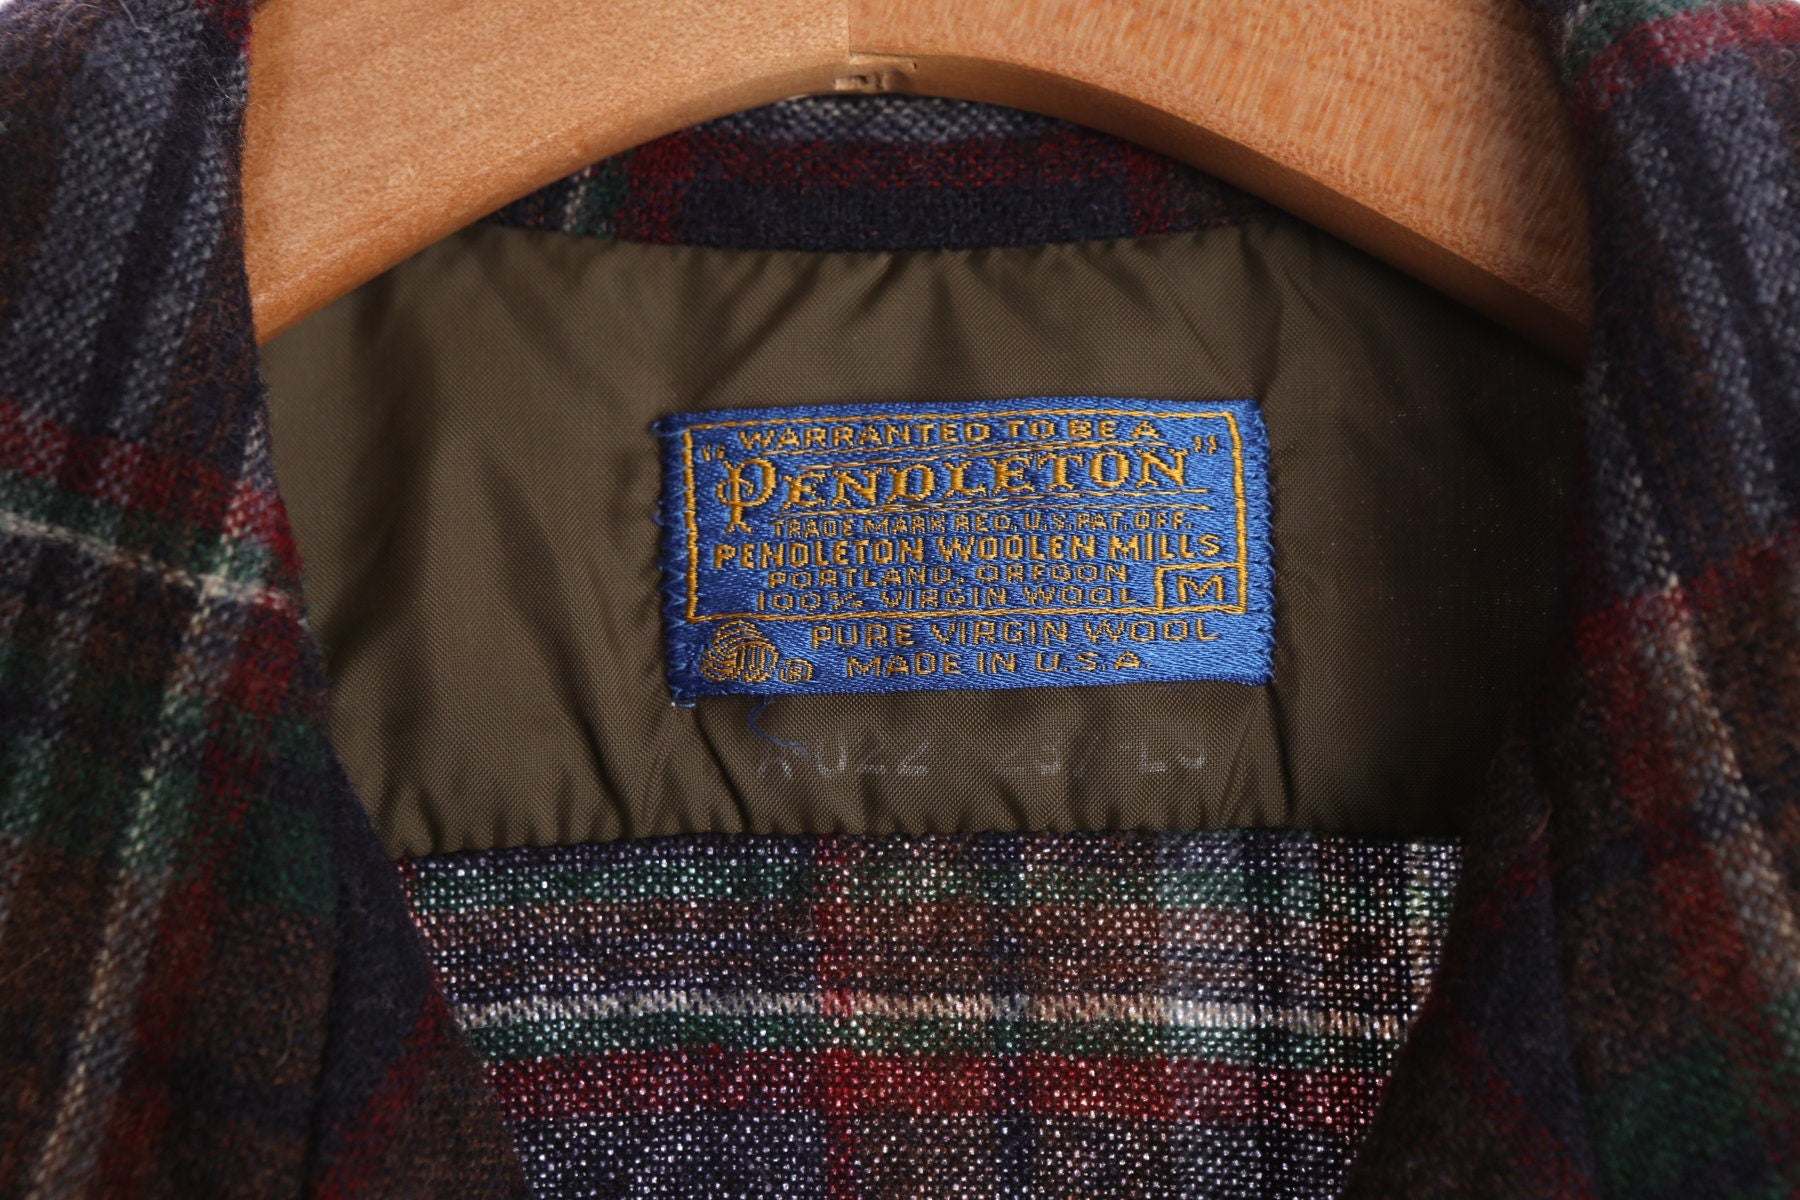 WARRANTED TO BE A
"PENDLETON"
TRADE MARK REG. U.S. PAT. OFF.
PENDLETON WOOLEN MILLS
PORTLAND, OREGON
100% VIRGIN WOOL M
PURE VIRGIN WOOL
MADE IN U.S.A.